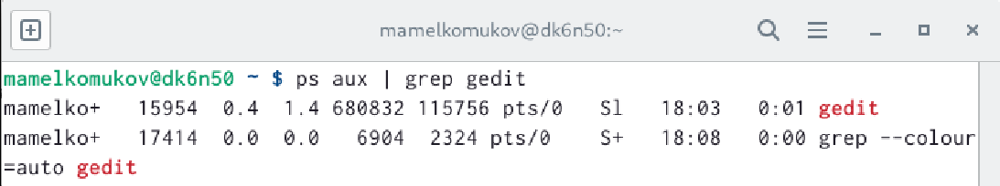 mamelkomukov@dk6n50:~
mamelkomukov@dk6n50 ~ $ ps aux | grep gedit
mamelko+   15954  0.4  1.4 680832 115756 pts/0   Sl   18:03   0:01 gedit
mamelko+   17414  0.0  0.0   6904  2324 pts/0    S+   18:08   0:00 grep --colour
=auto gedit